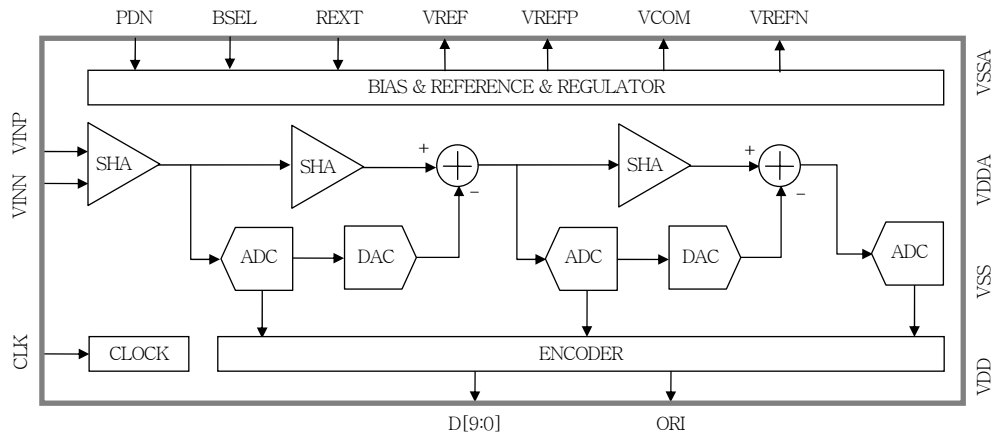 PDN BSEL REXT VREF VREFP VCOM VREFN
BIAS & REFERENCE & REGULATOR
VSSA
VINP
VINN
SHA
SHA
+
−
SHA
+
−
VDDA
ADC
DAC
ADC
DAC
ADC
VSS
CLK
CLOCK
ENCODER
VDD
D[9:0]
ORI